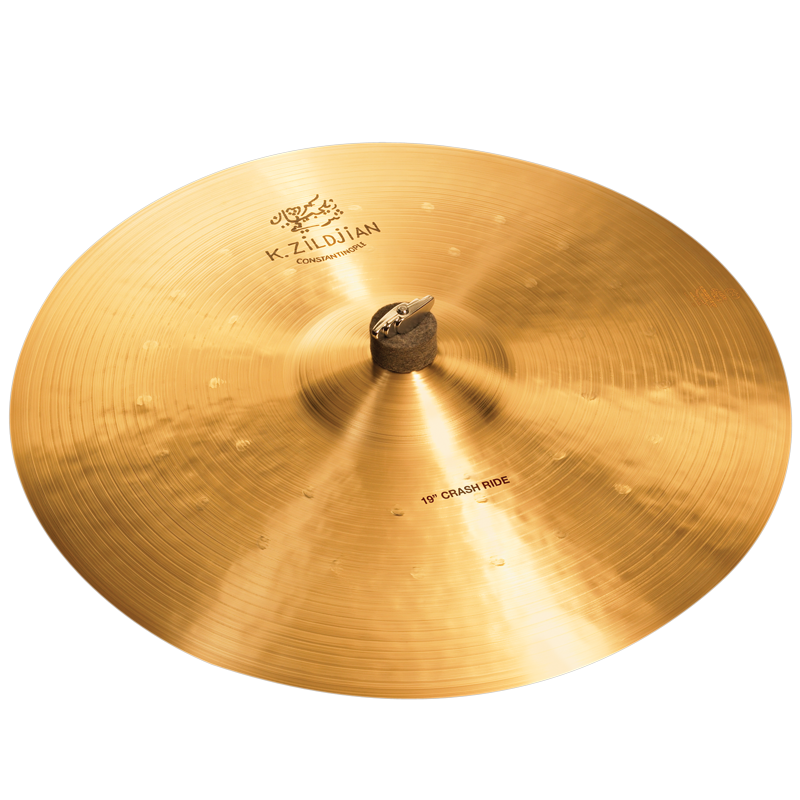 K. Zildjian
CONSTANTINOPLE
19" CRASH RIDE